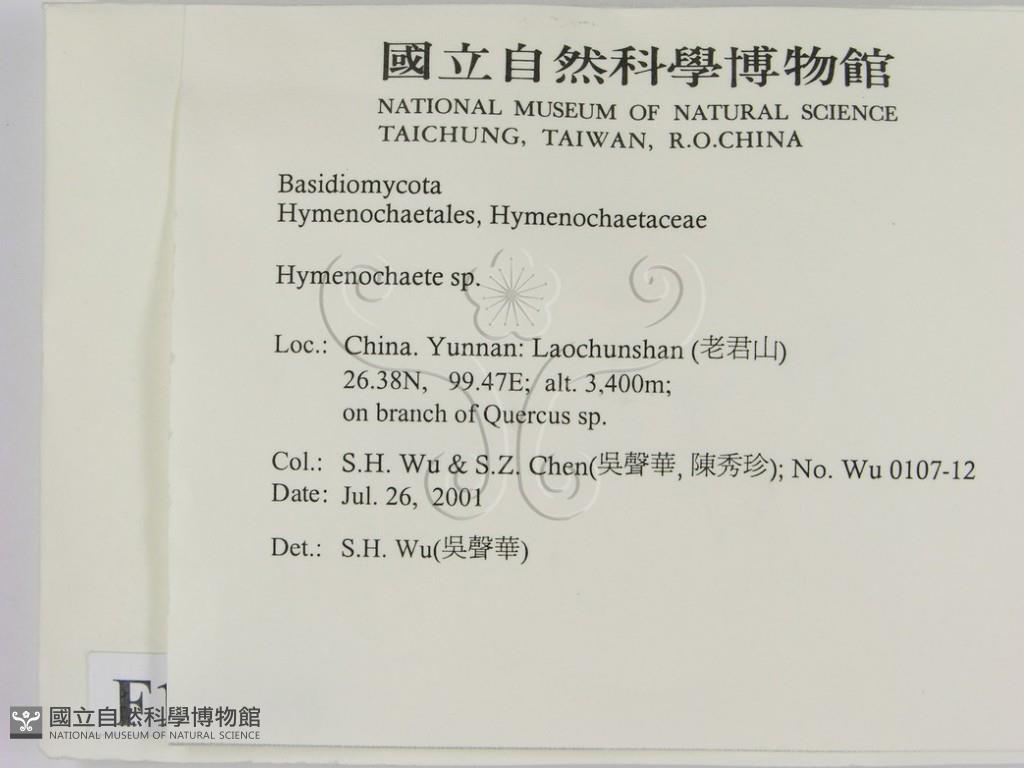 國立自然科學博物館
NATIONAL MUSEUM OF NATURAL SCIENCE
TAICHUNG, TAIWAN, R.O.CHINA
Basidiomycota
Hymenochaetales, Hymenochaetaceae
Hymenochaete sp.
Loc.: China. Yunnan: Laochunshan (老君山)
26.38N, 99.47E; alt. 3,400m;
on branch of Quercus sp.
Col.: S.H. Wu & S.Z. Chen(吳聲華, 陳秀珍); No. Wu 0107-12
Date: Jul. 26, 2001
Det.: S.H. Wu(吳聲華)
國立自然科學博物館
NATIONAL MUSEUM OF NATURAL SCIENCE